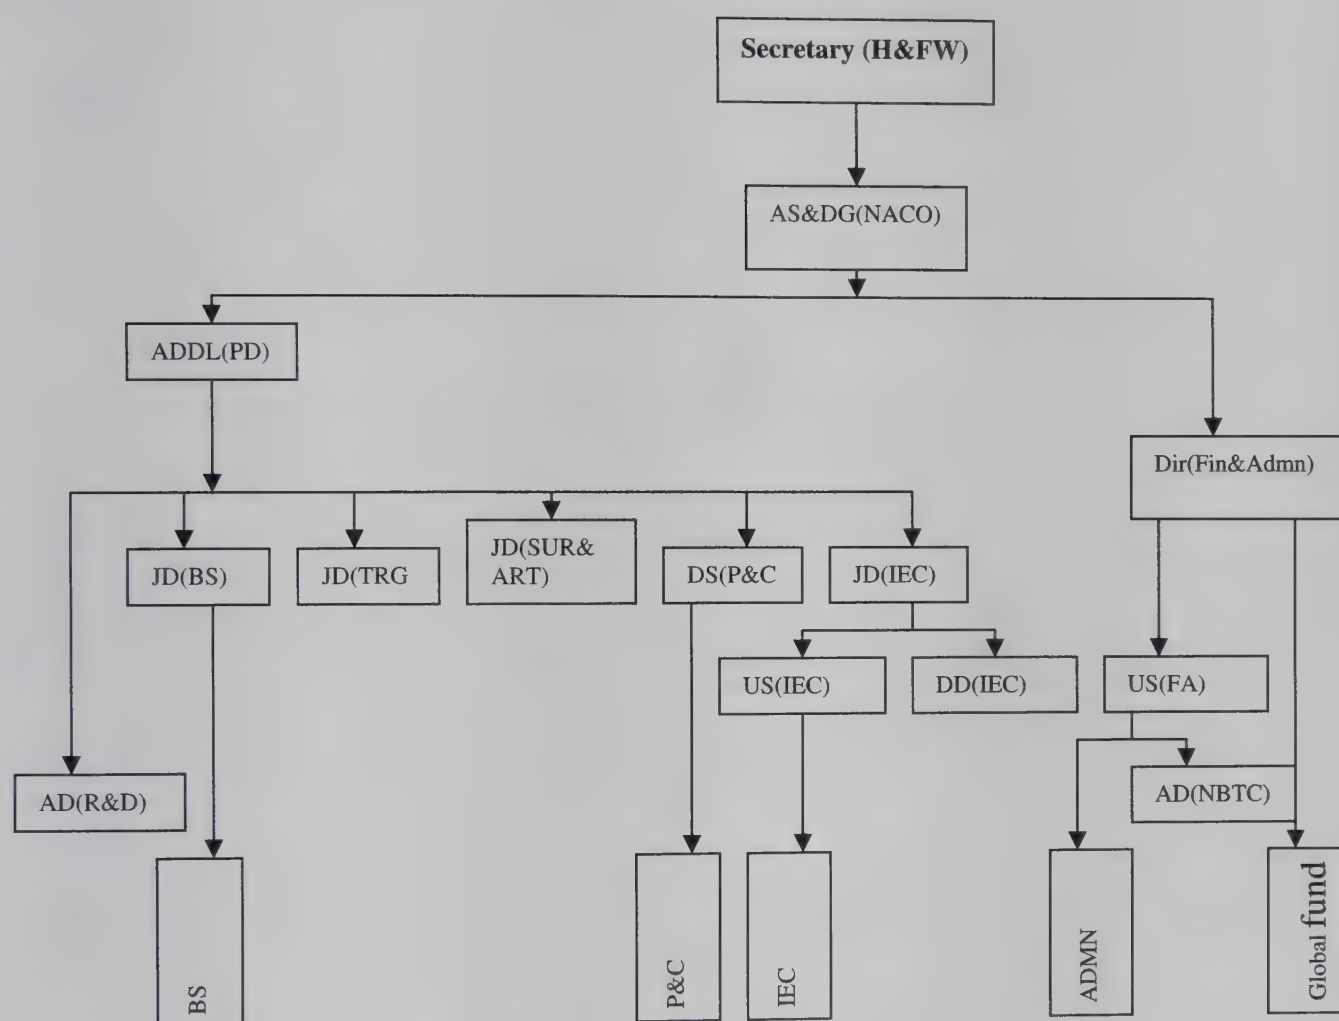 Secretary (H&FW)
AS&DG(NACO)
ADDL(PD)
Dir(Fin&Admn)
JD(BS)
JD(TRG
JD(SUR&
ART)
DS(P&C
JD(IEC)
US(IEC)
DD(IEC)
US(FA)
AD(R&D)
AD(NBTC)
BS
P&C
IEC
ADMN
Global fund